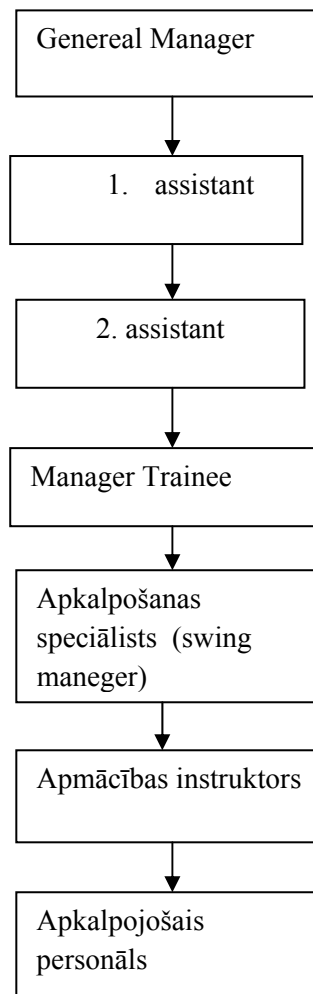 Genereal Manager
1. assistant
2. assistant
Manager Trainee
Apkalpošanas
speciālists (swing
maneger)
Apmācības instruktors
Apkalpojošais
personāls